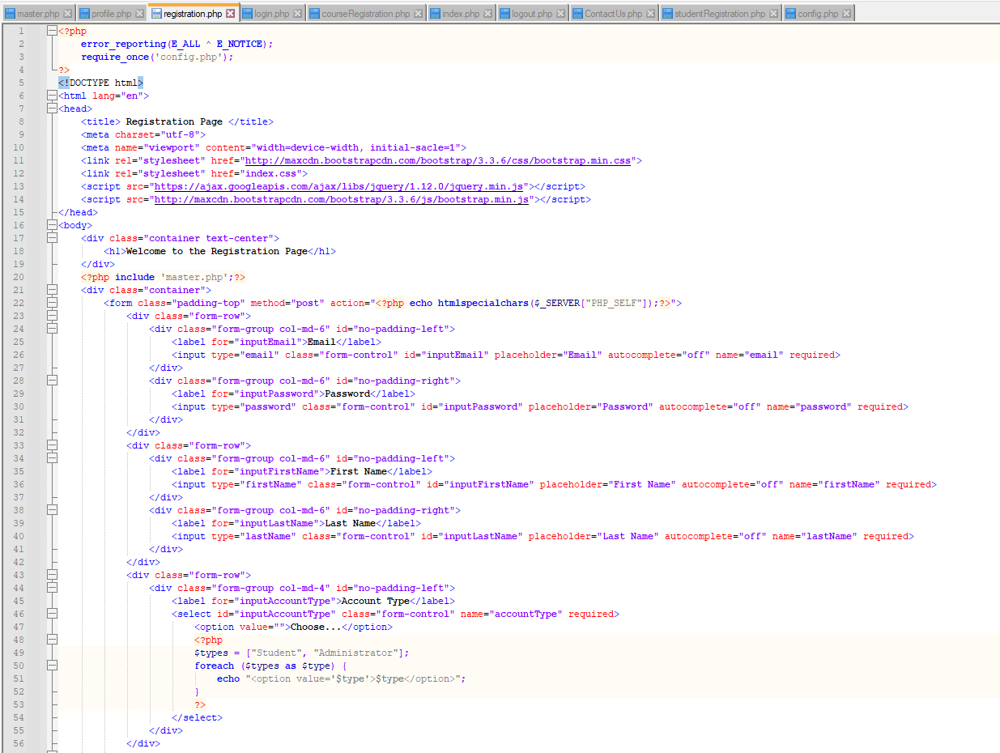 master.php profile.php registration.php login.php courseRegistration.php index.php logout.php ContactUs.php studentRegistration.php config.php
1 <?php
2 error_reporting(E_ALL ^ E_NOTICE);
3 require_once('config.php');
4 ?>
5 <!DOCTYPE html>
6 <html lang="en">
7 <head>
8 <title> Registration Page </title>
9 <meta charset="utf-8">
10 <meta name="viewport" content="width=device-width, initial-sacle=1">
11 <link rel="stylesheet" href="http://maxcdn.bootstrapcdn.com/bootstrap/3.3.6/css/bootstrap.min.css">
12 <link rel="stylesheet" href="index.css">
13 <script src="https://ajax.googleapis.com/ajax/libs/jquery/1.12.0/jquery.min.js"></script>
14 <script src="http://maxcdn.bootstrapcdn.com/bootstrap/3.3.6/js/bootstrap.min.js"></script>
15 </head>
16 <body>
17 <div class="container text-center">
18 <h1>Welcome to the Registration Page</h1>
19 </div>
20 <?php include 'master.php';?>
21 <div class="container">
22 <form class="padding-top" method="post" action="<?php echo htmlspecialchars($_SERVER["PHP_SELF"]);?>">
23 <div class="form-row">
24 <div class="form-group col-md-6" id="no-padding-left">
25 <label for="inputEmail">Email</label>
26 <input type="email" class="form-control" id="inputEmail" placeholder="Email" autocomplete="off" name="email" required>
27 </div>
28 <div class="form-group col-md-6" id="no-padding-right">
29 <label for="inputPassword">Password</label>
30 <input type="password" class="form-control" id="inputPassword" placeholder="Password" autocomplete="off" name="password" required>
31 </div>
32 </div>
33 <div class="form-row">
34 <div class="form-group col-md-6" id="no-padding-left">
35 <label for="inputFirstName">First Name</label>
36 <input type="firstName" class="form-control" id="inputFirstName" placeholder="First Name" autocomplete="off" name="firstName" required>
37 </div>
38 <div class="form-group col-md-6" id="no-padding-right">
39 <label for="inputLastName">Last Name</label>
40 <input type="lastName" class="form-control" id="inputLastName" placeholder="Last Name" autocomplete="off" name="lastName" required>
41 </div>
42 </div>
43 <div class="form-row">
44 <div class="form-group col-md-4" id="no-padding-left">
45 <label for="inputAccountType">Account Type</label>
46 <select id="inputAccountType" class="form-control" name="accountType" required>
47 <option value="">Choose...</option>
48 <?php
49 $types = ["Student", "Administrator"];
50 foreach ($types as $type) {
51 echo "<option value='$type'>$type</option>";
52 }
53 ?>
54 </select>
55 </div>
56 </div>